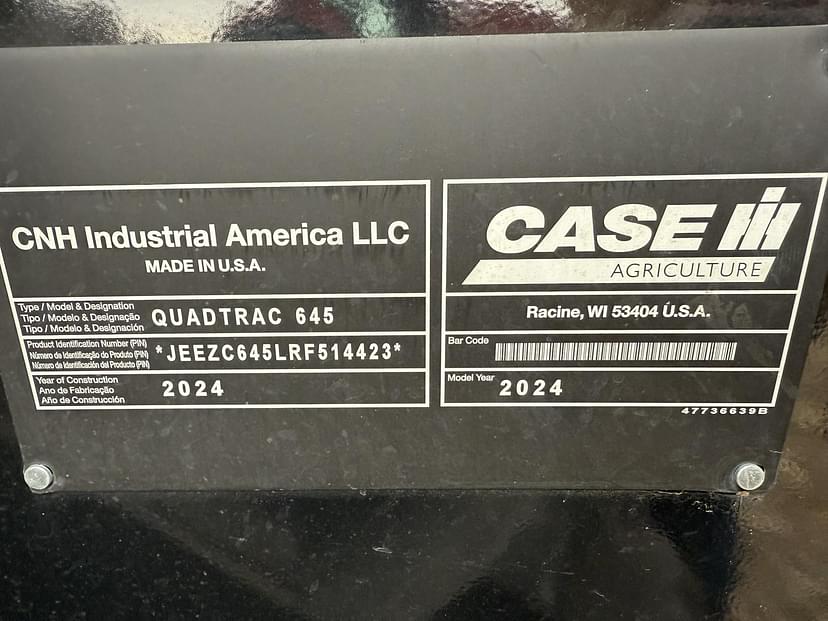 CNH Industrial America LLC
MADE IN U.S.A.
Type / Model & Designation
Tipo / Modelo & Designação
Tipo / Modelo & Designación
QUADTRAC 645
Product Identification Number (PIN)
Número de Identificação do Produto (PIN)
Número de Identificación del Producto (PIN)
*JEEZC645LRF514423*
Year of Construction
Ano de Fabricação
Año de Construcción
2024
CASE IH
AGRICULTURE
Racine, WI 53404 U.S.A.
Bar Code
Model Year
2024
47736639B